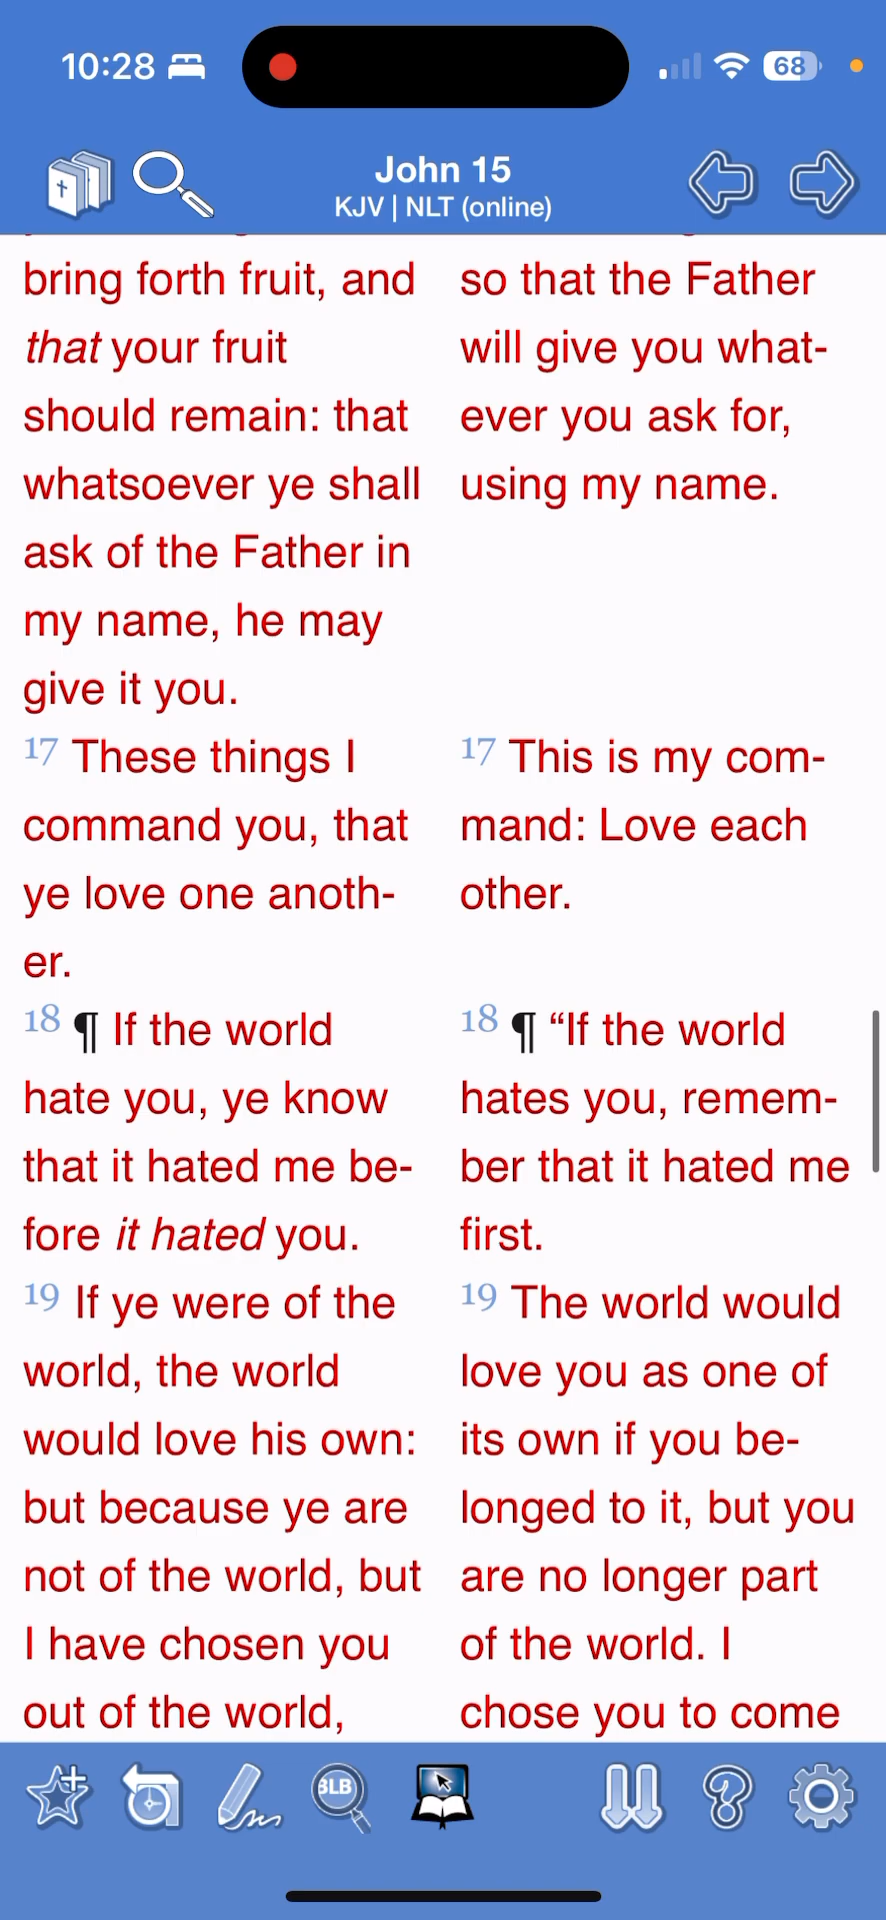 10:28
68
John 15
KJV | NLT (online)
bring forth fruit, and
that your fruit
should remain: that
whatsoever ye shall
ask of the Father in
my name, he may
give it you.
17 These things I
command you, that
ye love one anoth-
er.
18 ¶ If the world
hate you, ye know
that it hated me be-
fore it hated you.
19 If ye were of the
world, the world
would love his own:
but because ye are
not of the world, but
I have chosen you
out of the world,
so that the Father
will give you what-
ever you ask for,
using my name.
17 This is my com-
mand: Love each
other.
18 ¶ “If the world
hates you, remem-
ber that it hated me
first.
19 The world would
love you as one of
its own if you be-
longed to it, but you
are no longer part
of the world. I
chose you to come
BLB